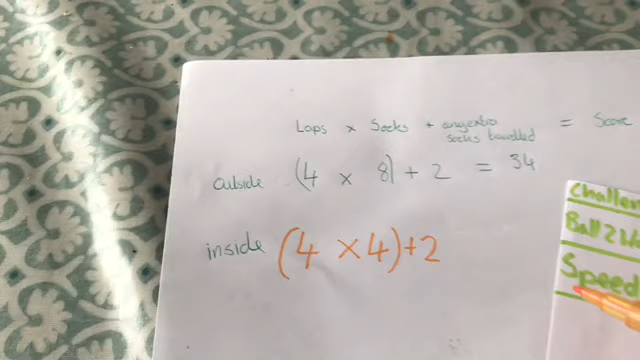 Laps x Socks + any extra = Score
socks travelled
outside (4 x 8) + 2 = 34
inside (4 x 4) + 2
Challen
Ball 2
Speed